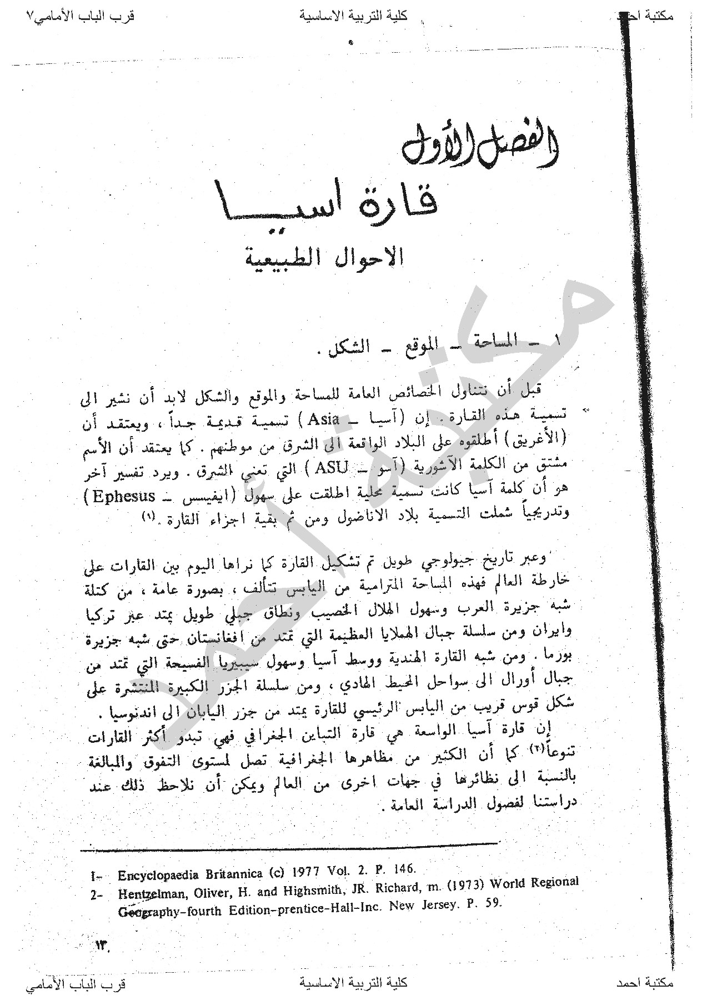 مكتبة احمد
كلية التربية الاساسية
قرب الباب الأمامي٧
الفصل الأول
قارة اسيا
الاحوال الطبيعية
١ - المساحة - الموقع - الشكل .
قبل أن نتناول الخصائص العامة للمساحة والموقع والشكل لابد أن نشير الى
تسمية هذه القارة . إن (آسيا - Asia) تسمية قديمة جداً ، ويعتقد أن
(الأغريق) أطلقوه على البلاد الواقعة الى الشرق من موطنهم . كما يعتقد أن الأسم
مشتق من الكلمة الآشورية (آسو - ASU) التي تعني الشرق . ويرد تفسير آخر
هو أن كلمة آسيا كانت تسمية محلية اطلقت على سهول (ايفيسس - Ephesus)
وتدريجياً شملت التسمية بلاد الاناضول ومن ثم بقية اجزاء القارة .(١)
وعبر تاريخ جيولوجي طويل تم تشكيل القارة كما نراها اليوم بين القارات على
خارطة العالم فهذه المساحة المترامية من اليابس تتألف ، بصورة عامة ، من كتلة
شبه جزيرة العرب وسهول الهلال الخصيب ونطاق جبلي طويل يمتد عبر تركيا
وايران ومن سلسلة جبال الهملايا العظيمة التي تمتد من افغانستان حتى شبه جزيرة
بورما . ومن شبه القارة الهندية ووسط آسيا وسهول سيبيريا الفسيحة التي تمتد من
جبال أورال الى سواحل المحيط الهادي ، ومن سلسلة الجزر الكبيرة المنتشرة على
شكل قوس قريب من اليابس الرئيسي للقارة يمتد من جزر اليابان الى اندنوسيا .
إن قارة آسيا الواسعة هي قارة التباين الجغرافي فهي تبدو أكثر القارات
تنوعاً(٢) كما أن الكثير من مظاهرها الجغرافية تصل لمستوى التفوق والمبالغة
بالنسبة الى نظائرها في جهات اخرى من العالم ويمكن أن نلاحظ ذلك عند
دراستنا لفصول الدراسة العامة .
1- Encyclopaedia Britannica (c) 1977 Vol. 2. P. 146.
2- Hentzelman, Oliver, H. and Highsmith, JR. Richard, m. (1973) World Regional
Geography-fourth Edition-prentice-Hall-Inc. New Jersey. P. 59.
١٣
مكتبة احمد
كلية التربية الاساسية
قرب الباب الأمامي
مكتبة أحمد